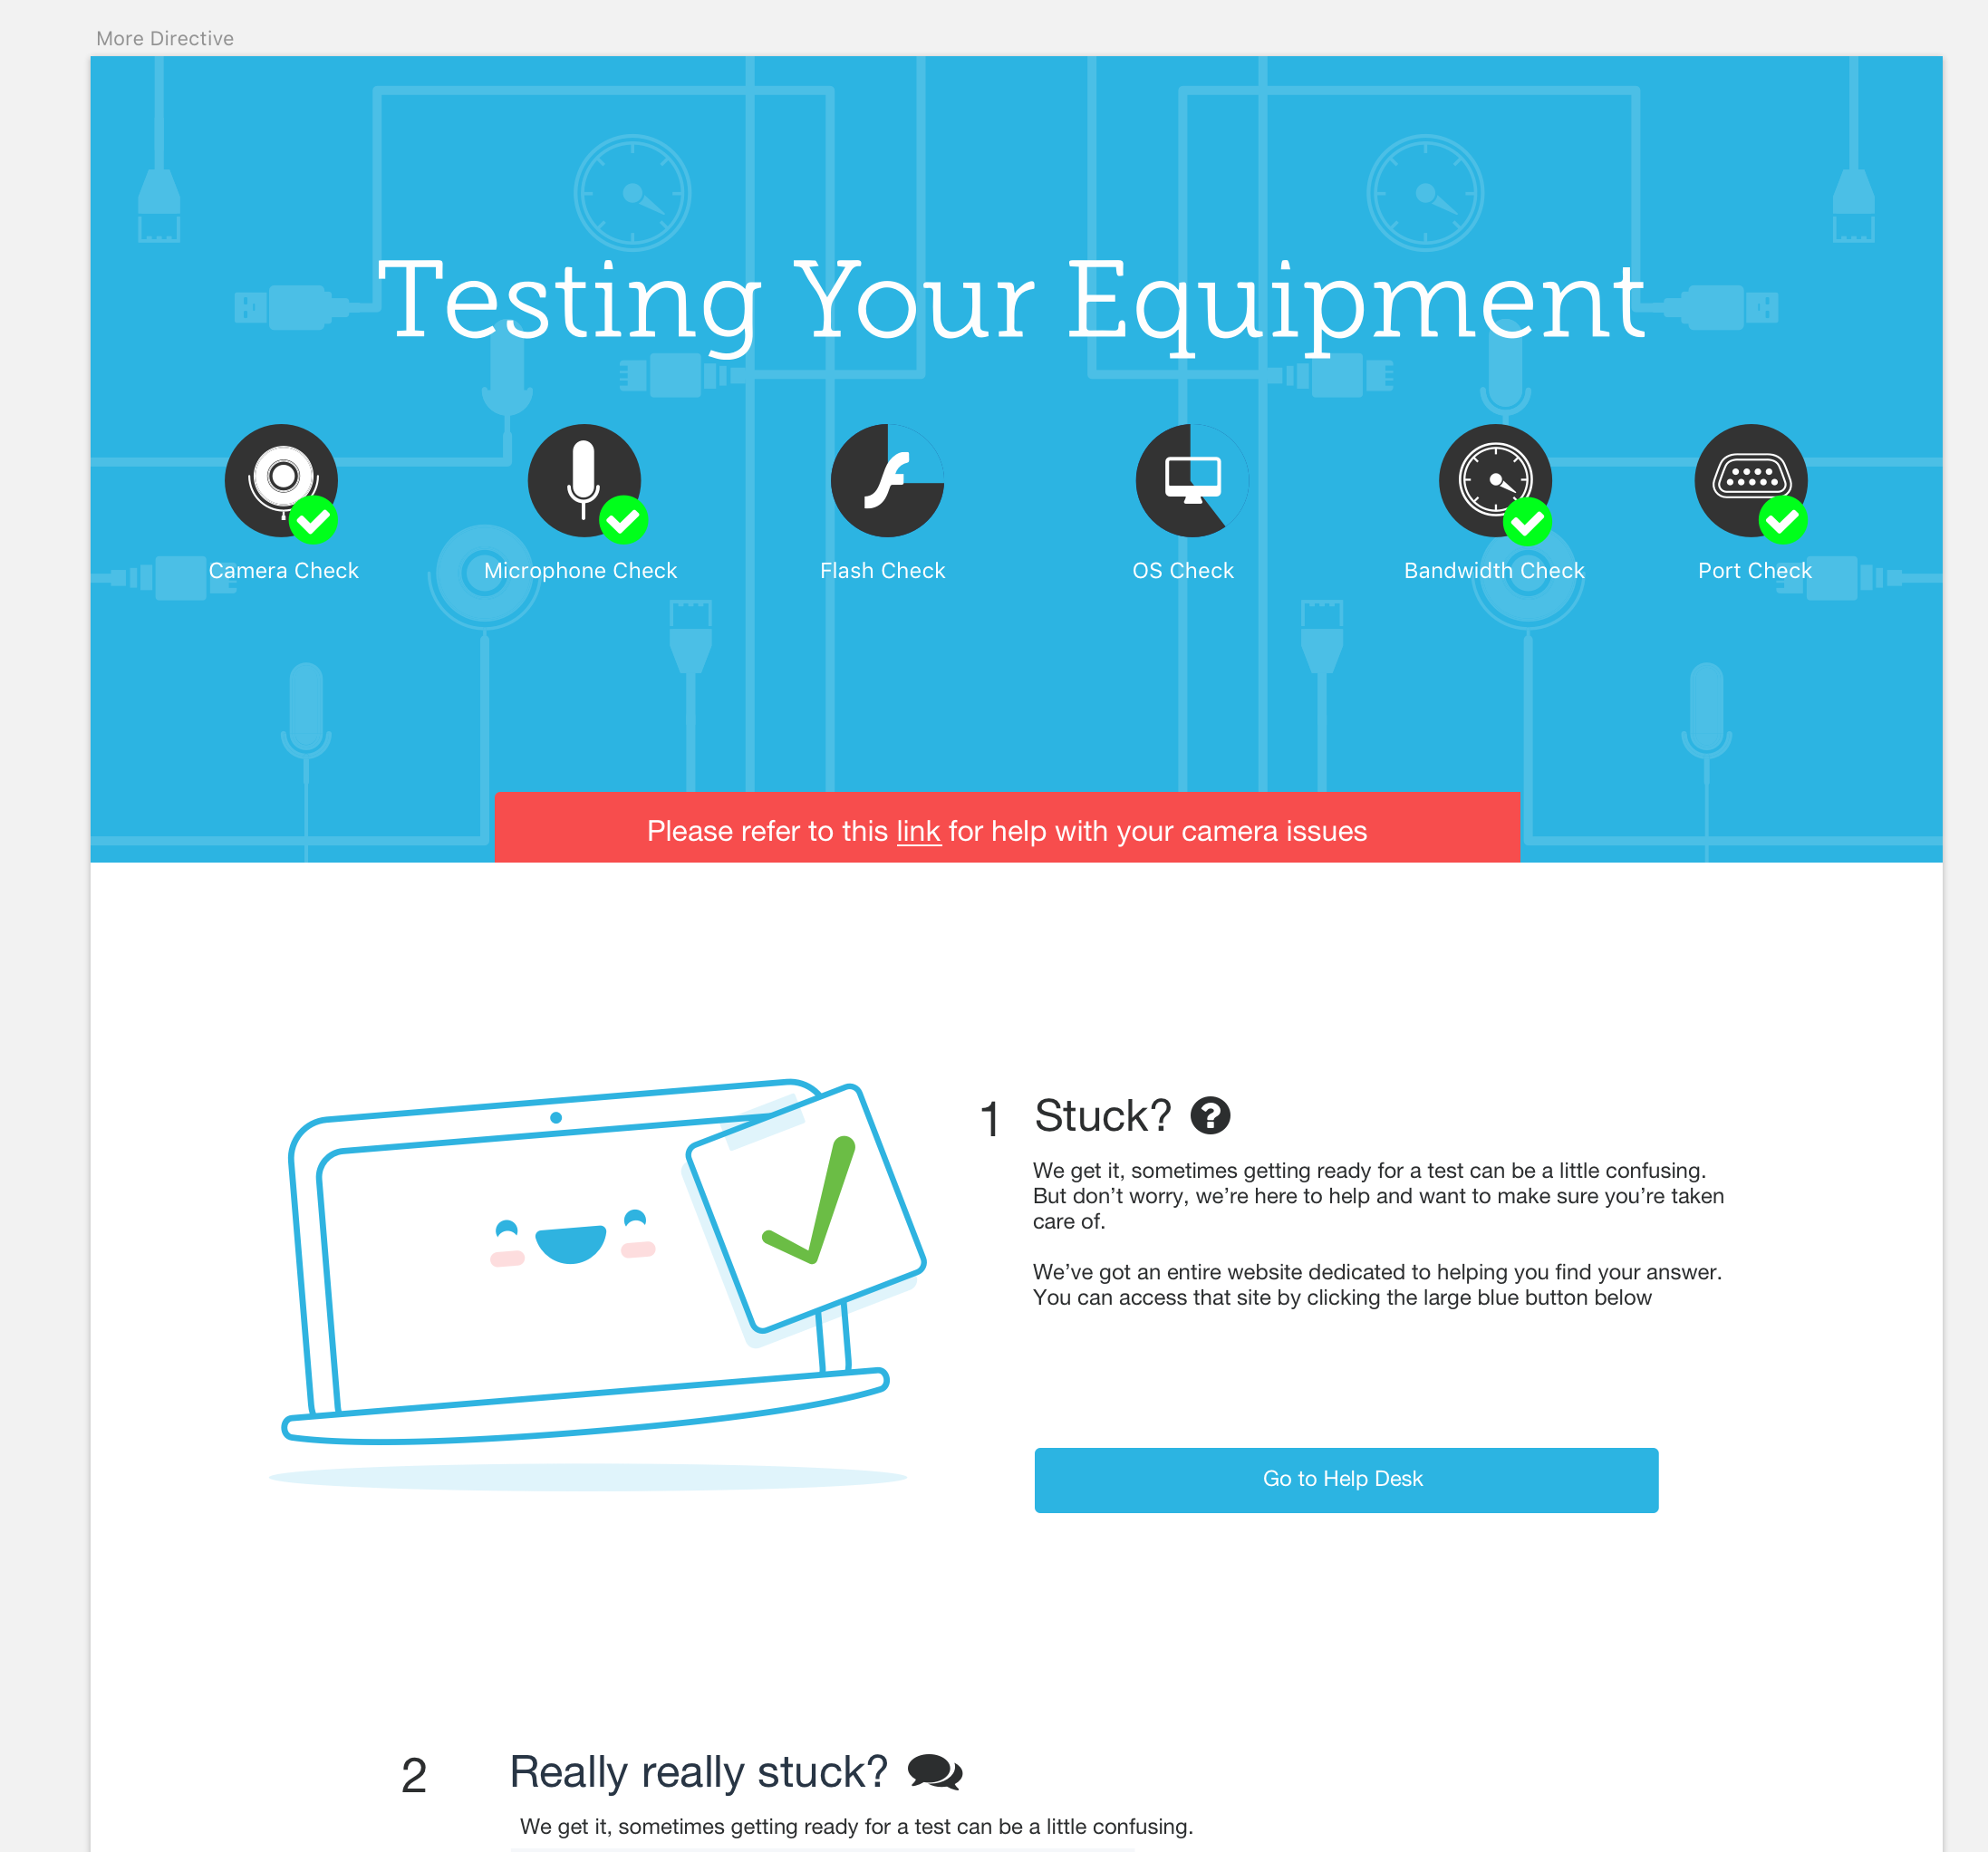 More Directive
Testing Your Equipment
Camera Check
Microphone Check
Flash Check
OS Check
Bandwidth Check
Port Check
Please refer to this link for help with your camera issues
1 Stuck?
We get it, sometimes getting ready for a test can be a little confusing.
But don’t worry, we’re here to help and want to make sure you’re taken
care of.
We’ve got an entire website dedicated to helping you find your answer.
You can access that site by clicking the large blue button below
Go to Help Desk
2 Really really stuck?
We get it, sometimes getting ready for a test can be a little confusing.